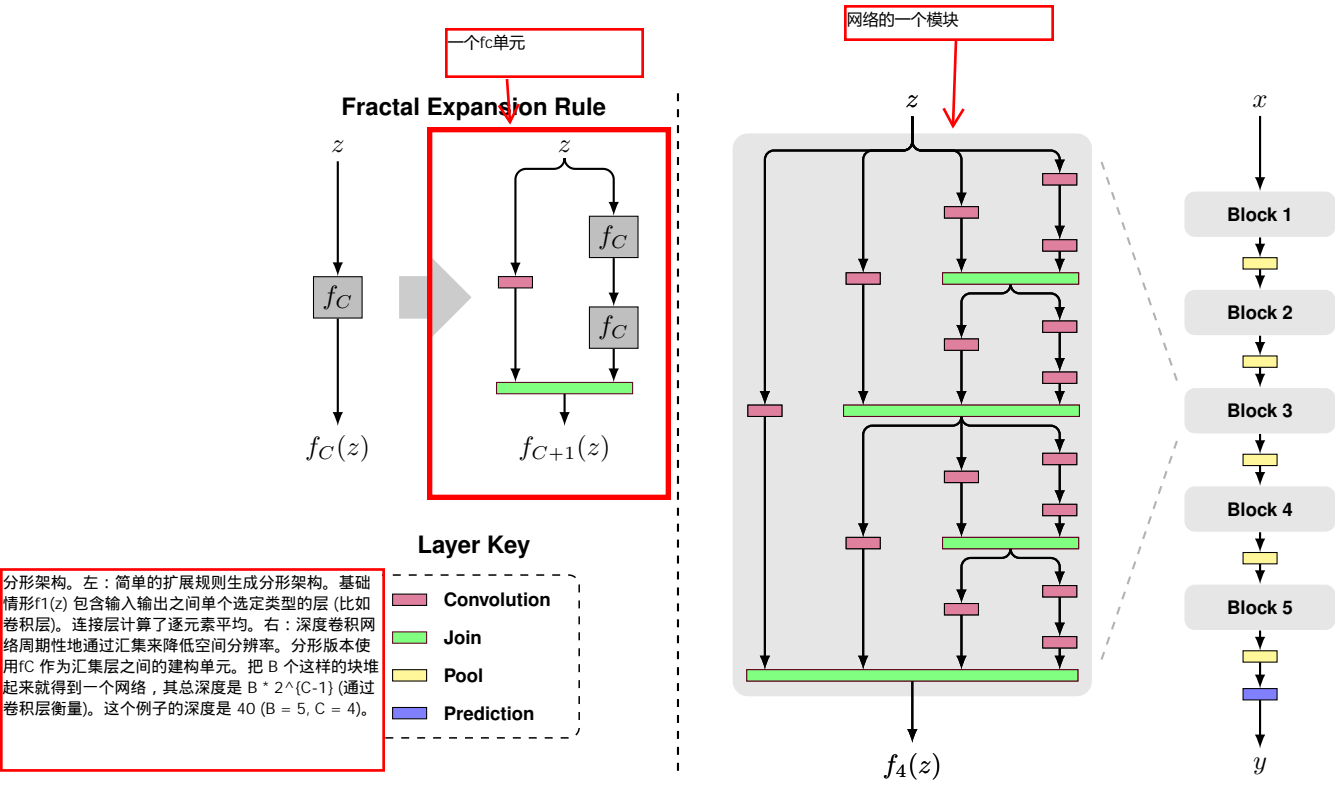 一个fc单元
网络的一个模块
Fractal Expansion Rule
z
f_C
f_C(z)
z
f_C
f_C
f_{C+1}(z)
Layer Key
Convolution
Join
Pool
Prediction
分形架构。左：简单的扩展规则生成分形架构。基础
情形f1(z) 包含输入输出之间单个选定类型的层 (比如
卷积层)。连接层计算了逐元素平均。右：深度卷积网
络周期性地通过汇集来降低空间分辨率。分形版本使
用fC 作为汇集层之间的建构单元。把 B 个这样的块堆
起来就得到一个网络，其总深度是 B * 2^{C-1} (通过
卷积层衡量)。这个例子的深度是 40 (B = 5, C = 4)。
z
f_4(z)
x
Block 1
Block 2
Block 3
Block 4
Block 5
y